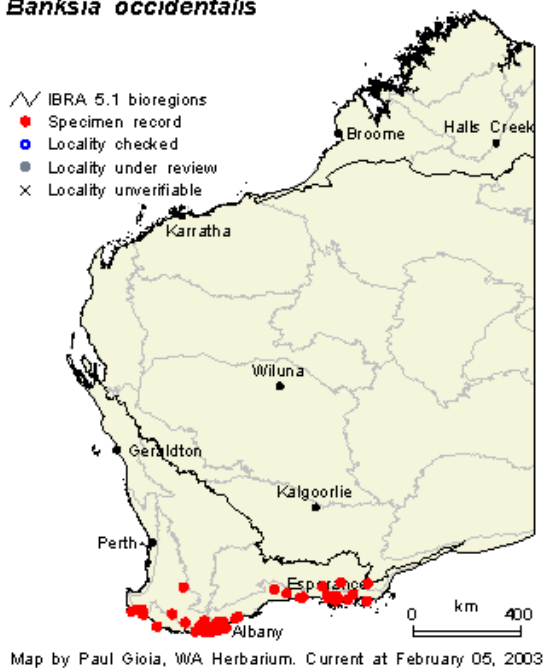 Banksia occidentalis
IBRA 5.1 bioregions
Specimen record
Locality checked
Locality under review
Locality unverifiable
Broome
Halls Creek
Karratha
Wiluna
Geraldton
Kalgoorlie
Perth
Esperance
0 km 400
Albany
Map by Paul Gioia, WA Herbarium. Current at February 05, 2003